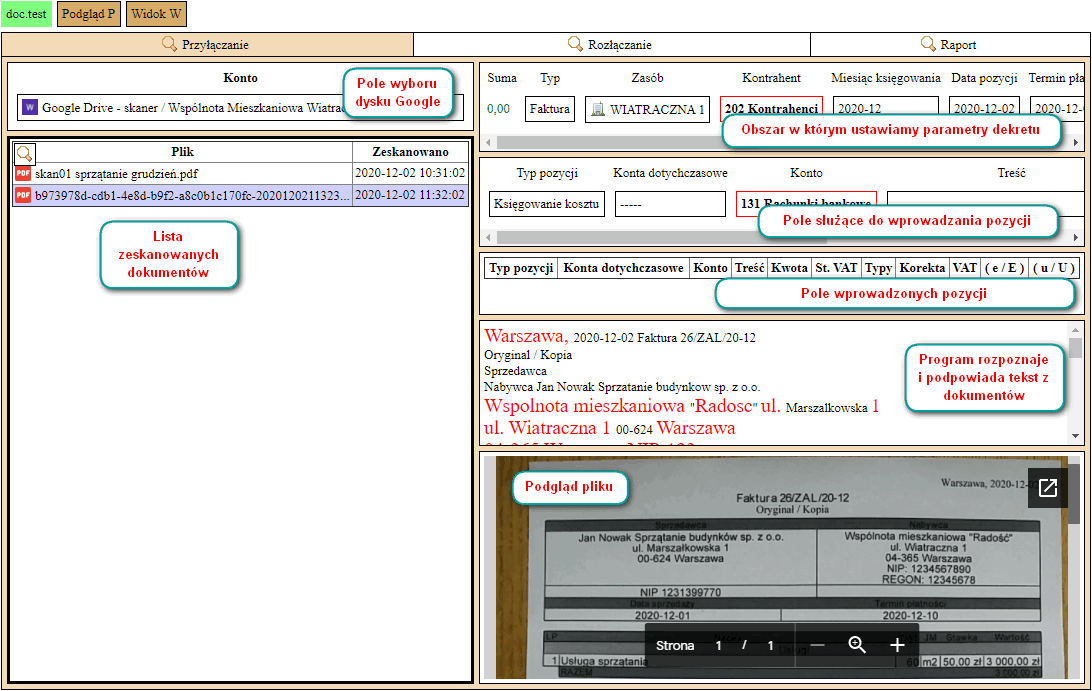 doc.test Podgląd P Widok W
Przyłączanie Rozłączanie Raport
Konto
Google Drive - skaner / Wspólnota Mieszkaniowa Wiatrac
Pole wyboru
dysku Google
Plik Zeskanowano
skan01 sprzątanie grudzień.pdf 2020-12-02 10:31:02
b973978d-cdb1-4e8d-b9f2-a8c0b1c170fc-2020120211323... 2020-12-02 11:32:02
Lista
zeskanowanych
dokumentów
Suma Typ Zasób Kontrahent Miesiąc księgowania Data pozycji Termin pła
0,00 Faktura WIATRACZNA 1 202 Kontrahenci 2020-12 2020-12-02 2020-12-
Obszar w którym ustawiamy parametry dekretu
Typ pozycji Konta dotychczasowe Konto Treść
Księgowanie kosztu ----- 131 Rachunki bankowe
Pole służące do wprowadzania pozycji
Typ pozycji Konta dotychczasowe Konto Treść Kwota St. VAT Typy Korekta VAT ( e / E ) ( u / U )
Pole wprowadzonych pozycji
Warszawa, 2020-12-02 Faktura 26/ZAL/20-12
Oryginal / Kopia
Sprzedawca
Nabywca Jan Nowak Sprzatanie budynkow sp. z o.o.
Wspolnota mieszkaniowa "Radosc" ul. Marszalkowska 1
ul. Wiatraczna 1 00-624 Warszawa
04-365 Warszawa NIP 123
Program rozpoznaje
i podpowiada tekst z
dokumentów
Podgląd pliku
Warszawa, 2020-12-0
Faktura 26/ZAL/20-12
Oryginał / Kopia
Sprzedawca Nabywca
Jan Nowak Sprzątanie budynków sp. z o.o. Wspólnota mieszkaniowa "Radość"
ul. Marszałkowska 1 ul. Wiatraczna 1
00-624 Warszawa 04-365 Warszawa
NIP: 1234567890
REGON: 12345678
NIP 1231399770
Data sprzedaży Termin płatności
2020-12-01 2020-12-10
Strona 1 / 1
LP JM Stawka Wartość
1 Usługa sprzątania 60 m2 50,00 zł 3 000,00 zł
RAZEM 3 000,00 zł